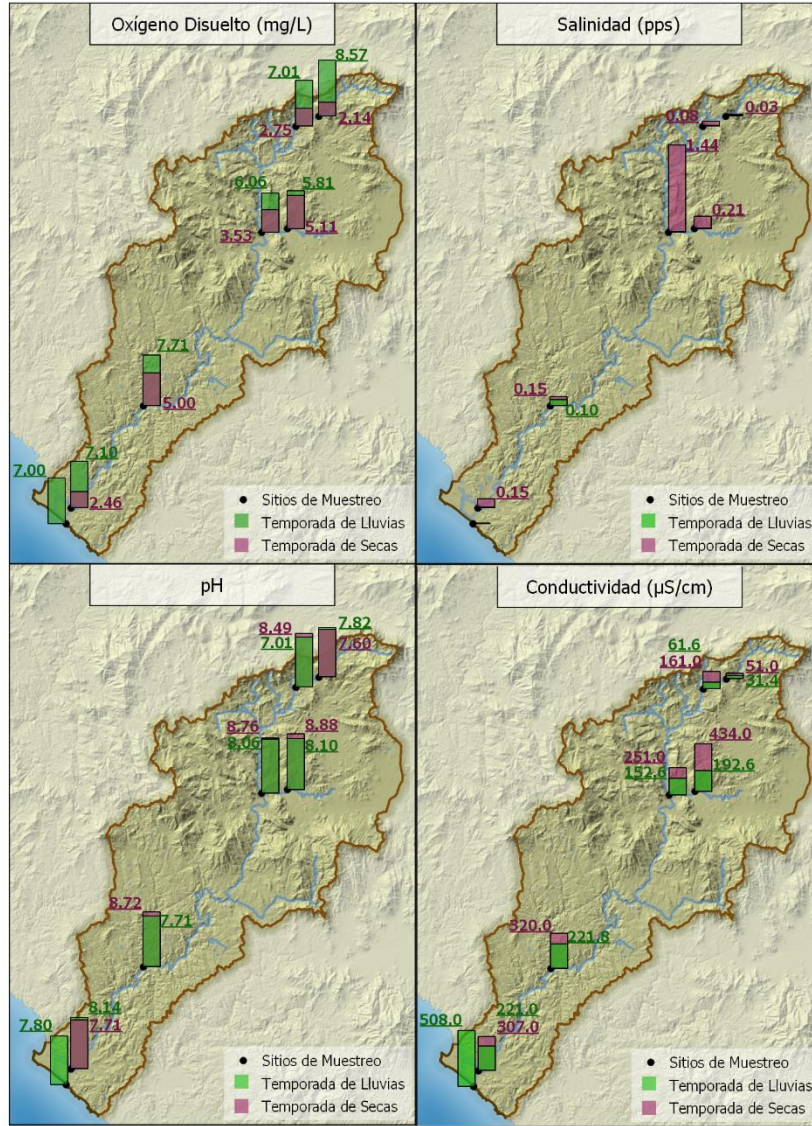 Oxígeno Disuelto (mg/L)
8.57
7.01
2.75
2.14
6.06
5.81
3.53
5.11
7.71
5.00
7.10
7.00
2.46
Sitios de Muestreo
Temporada de Lluvias
Temporada de Secas
Salinidad (pps)
0.08
0.03
1.44
0.21
0.15
0.10
0.15
Sitios de Muestreo
Temporada de Lluvias
Temporada de Secas
pH
8.49
7.82
7.01
7.60
8.76
8.88
8.06
8.10
8.72
7.71
8.14
7.80
7.71
Sitios de Muestreo
Temporada de Lluvias
Temporada de Secas
Conductividad (µS/cm)
61.6
161.0
51.0
31.4
434.0
251.0
192.6
152.6
320.0
221.8
221.0
508.0
307.0
Sitios de Muestreo
Temporada de Lluvias
Temporada de Secas